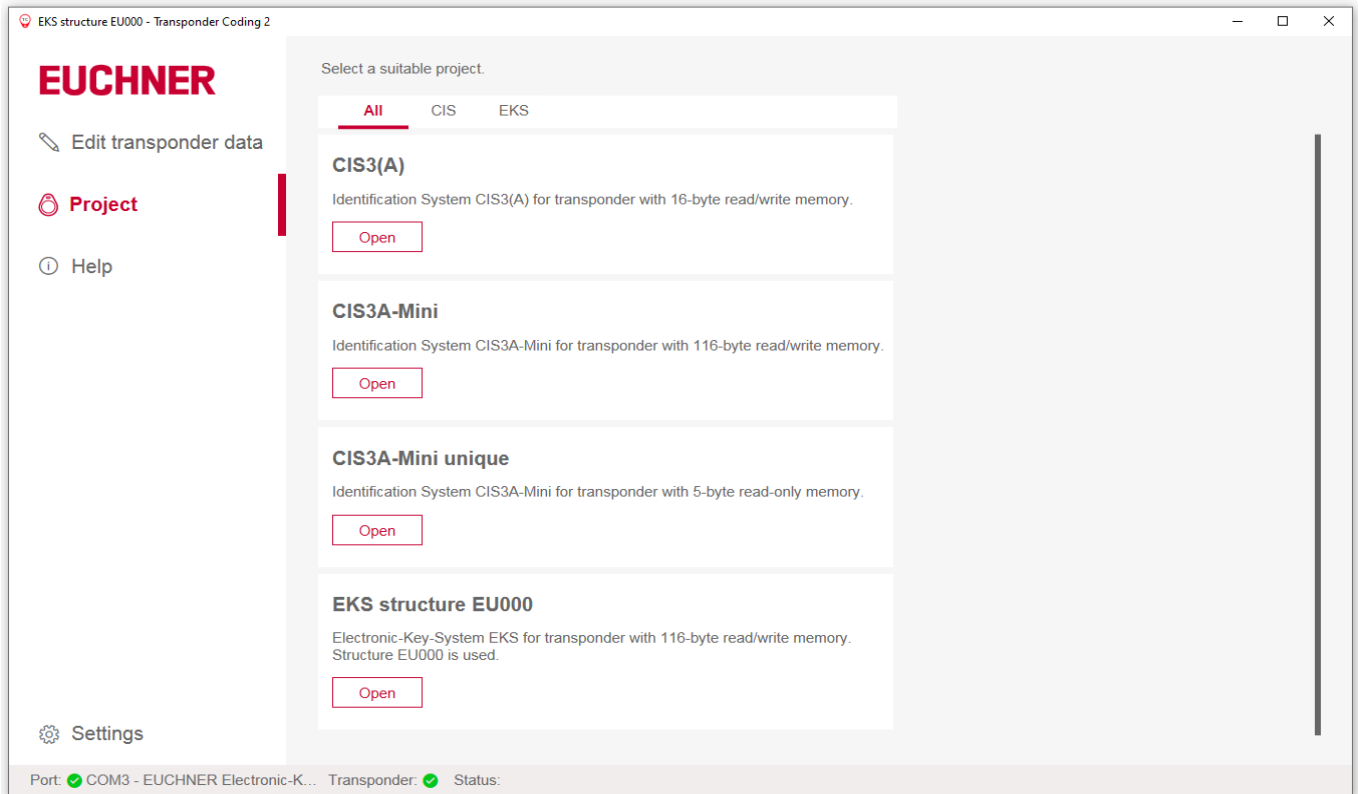 EKS structure EU000 - Transponder Coding 2
EUCHNER
Edit transponder data
Project
Help
Settings
Select a suitable project.
All CIS EKS
CIS3(A)
Identification System CIS3(A) for transponder with 16-byte read/write memory.
Open
CIS3A-Mini
Identification System CIS3A-Mini for transponder with 116-byte read/write memory.
Open
CIS3A-Mini unique
Identification System CIS3A-Mini for transponder with 5-byte read-only memory.
Open
EKS structure EU000
Electronic-Key-System EKS for transponder with 116-byte read/write memory.
Structure EU000 is used.
Open
Port: COM3 - EUCHNER Electronic-K... Transponder: Status: